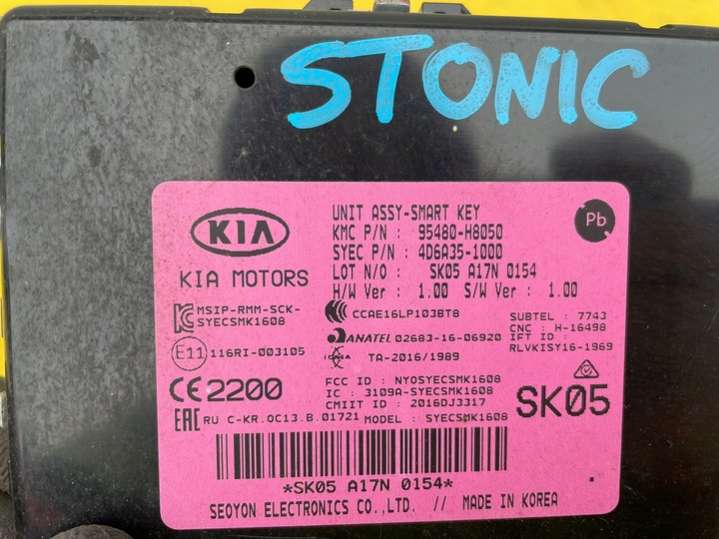 STONIC
KIA
KIA MOTORS
UNIT ASSY-SMART KEY
KMC P/N : 95480-H8050
SYEC P/N : 4D6A35-1000
LOT N/O : SK05 A17N 0154
H/W Ver : 1.00 S/W Ver : 1.00
Pb
MSIP-RMM-SCK-
SYECSMK1608
CCAE16LP1038T8
SUBTEL : 7743
CNC : H-16498
IFT ID :
RLVKISY16-1969
ANATEL 02683-16-06920
E11 116RI-003105
TA-2016/1989
CE2200
FCC ID : NYOSYECSMK1608
IC : 3109A-SYECSMK1608
CMIIT ID : 2016DJ3317
SK05
EAC RU C-KR.OC13.B.01721 MODEL : SYECSMK1608
*SK05 A17N 0154*
SEOYON ELECTRONICS CO.,LTD. // MADE IN KOREA